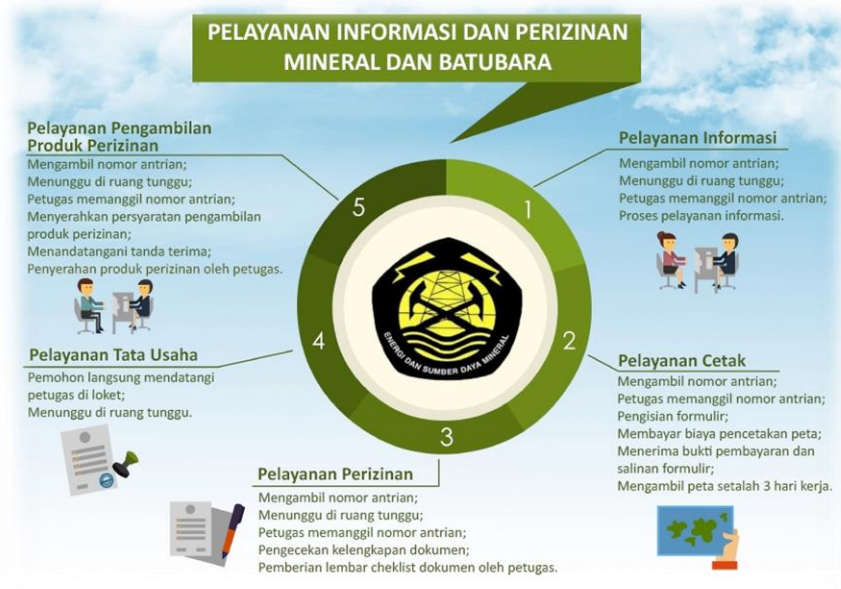 PELAYANAN INFORMASI DAN PERIZINAN
MINERAL DAN BATUBARA
Pelayanan Informasi
Mengambil nomor antrian;
Menunggu di ruang tunggu;
Petugas memanggil nomor antrian;
Proses pelayanan informasi.
Pelayanan Cetak
Mengambil nomor antrian;
Petugas memanggil nomor antrian;
Pengisian formulir;
Membayar biaya pencetakan peta;
Menerima bukti pembayaran dan
salinan formulir;
Mengambil peta setalah 3 hari kerja.
Pelayanan Perizinan
Mengambil nomor antrian;
Menunggu di ruang tunggu;
Petugas memanggil nomor antrian;
Pengecekan kelengkapan dokumen;
Pemberian lembar cheklist dokumen oleh petugas.
Pelayanan Tata Usaha
Pemohon langsung mendatangi
petugas di loket;
Menunggu di ruang tunggu.
Pelayanan Pengambilan
Produk Perizinan
Mengambil nomor antrian;
Menunggu di ruang tunggu;
Petugas memanggil nomor antrian;
Menyerahkan persyaratan pengambilan
produk perizinan;
Menandatangani tanda terima;
Penyerahan produk perizinan oleh petugas.
1
2
3
4
5
ENERGI DAN SUMBER DAYA MINERAL